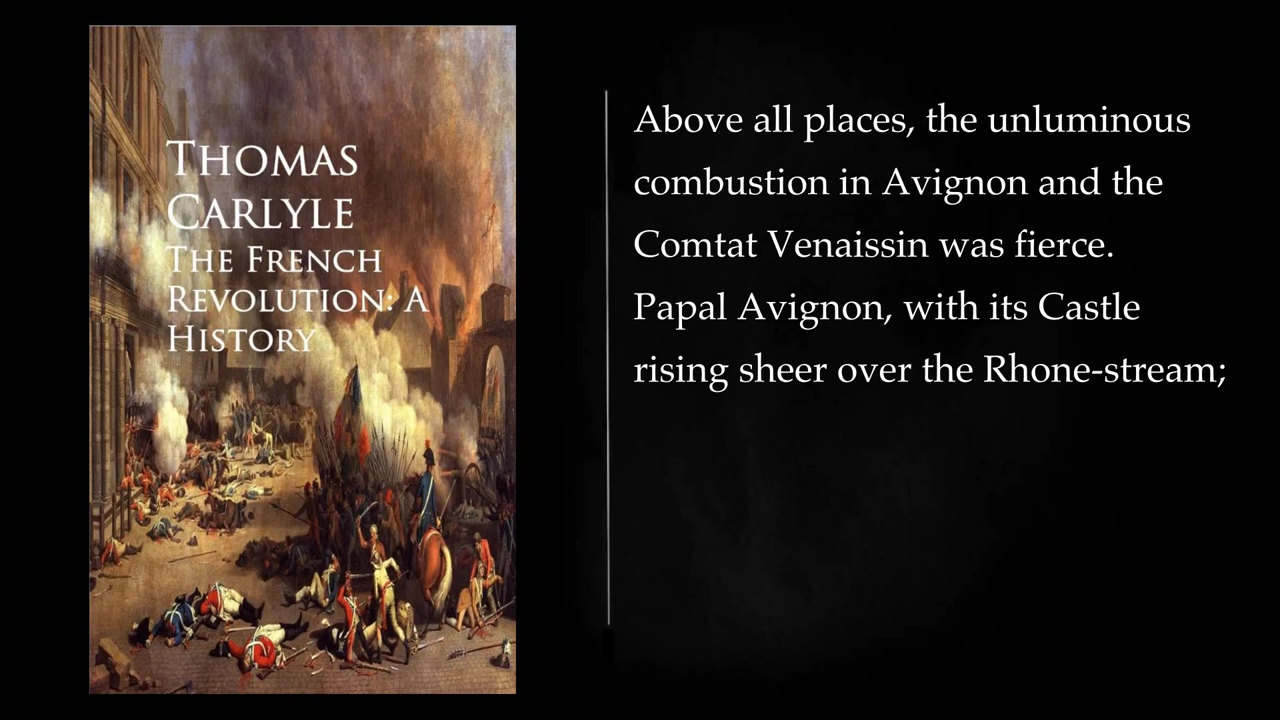 THOMAS
CARLYLE
THE FRENCH
REVOLUTION: A
HISTORY
Above all places, the unluminous
combustion in Avignon and the
Comtat Venaissin was fierce.
Papal Avignon, with its Castle
rising sheer over the Rhone-stream;